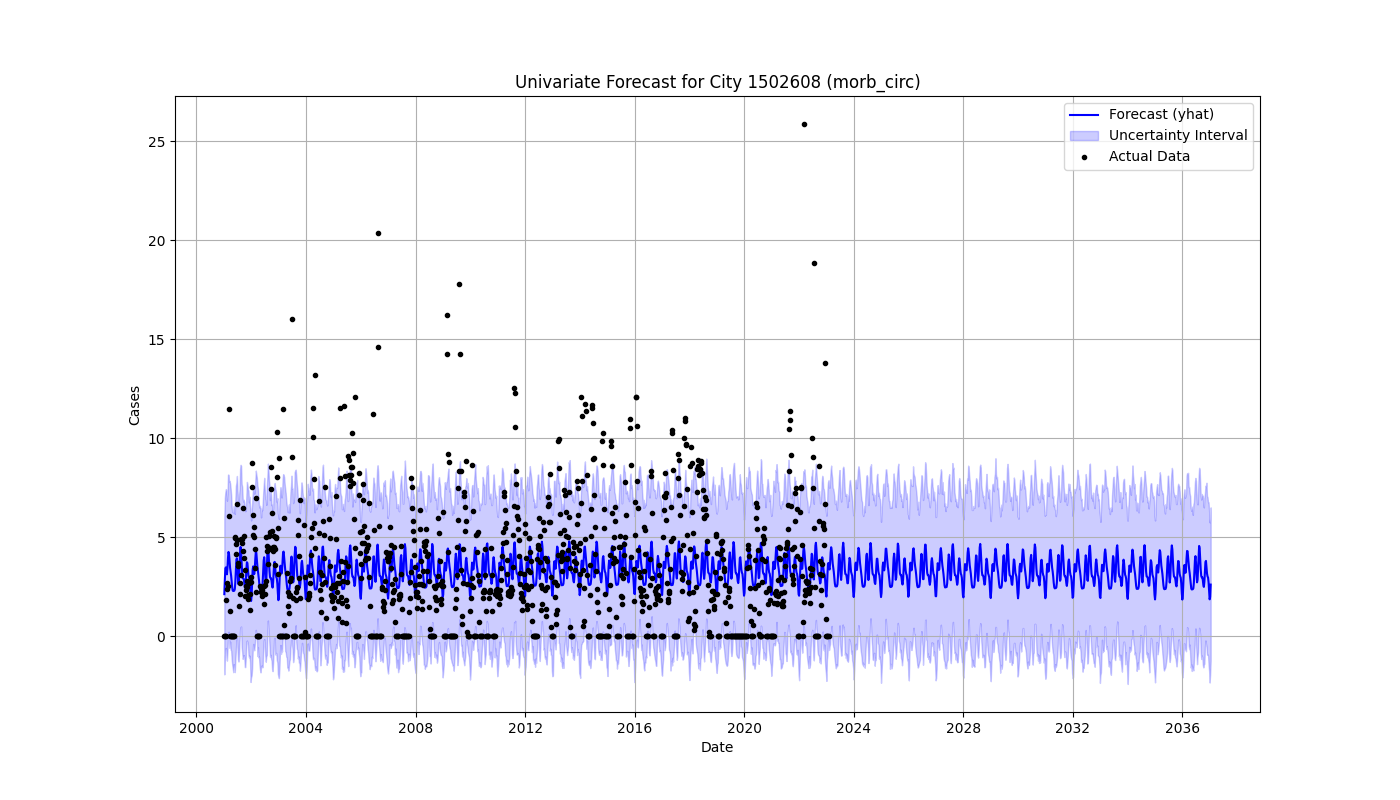 Univariate Forecast for City 1502608 (morb_circ)
Forecast (yhat)
Uncertainty Interval
Actual Data
25
20
15
10
5
0
Cases
2000 2004 2008 2012 2016 2020 2024 2028 2032 2036
Date